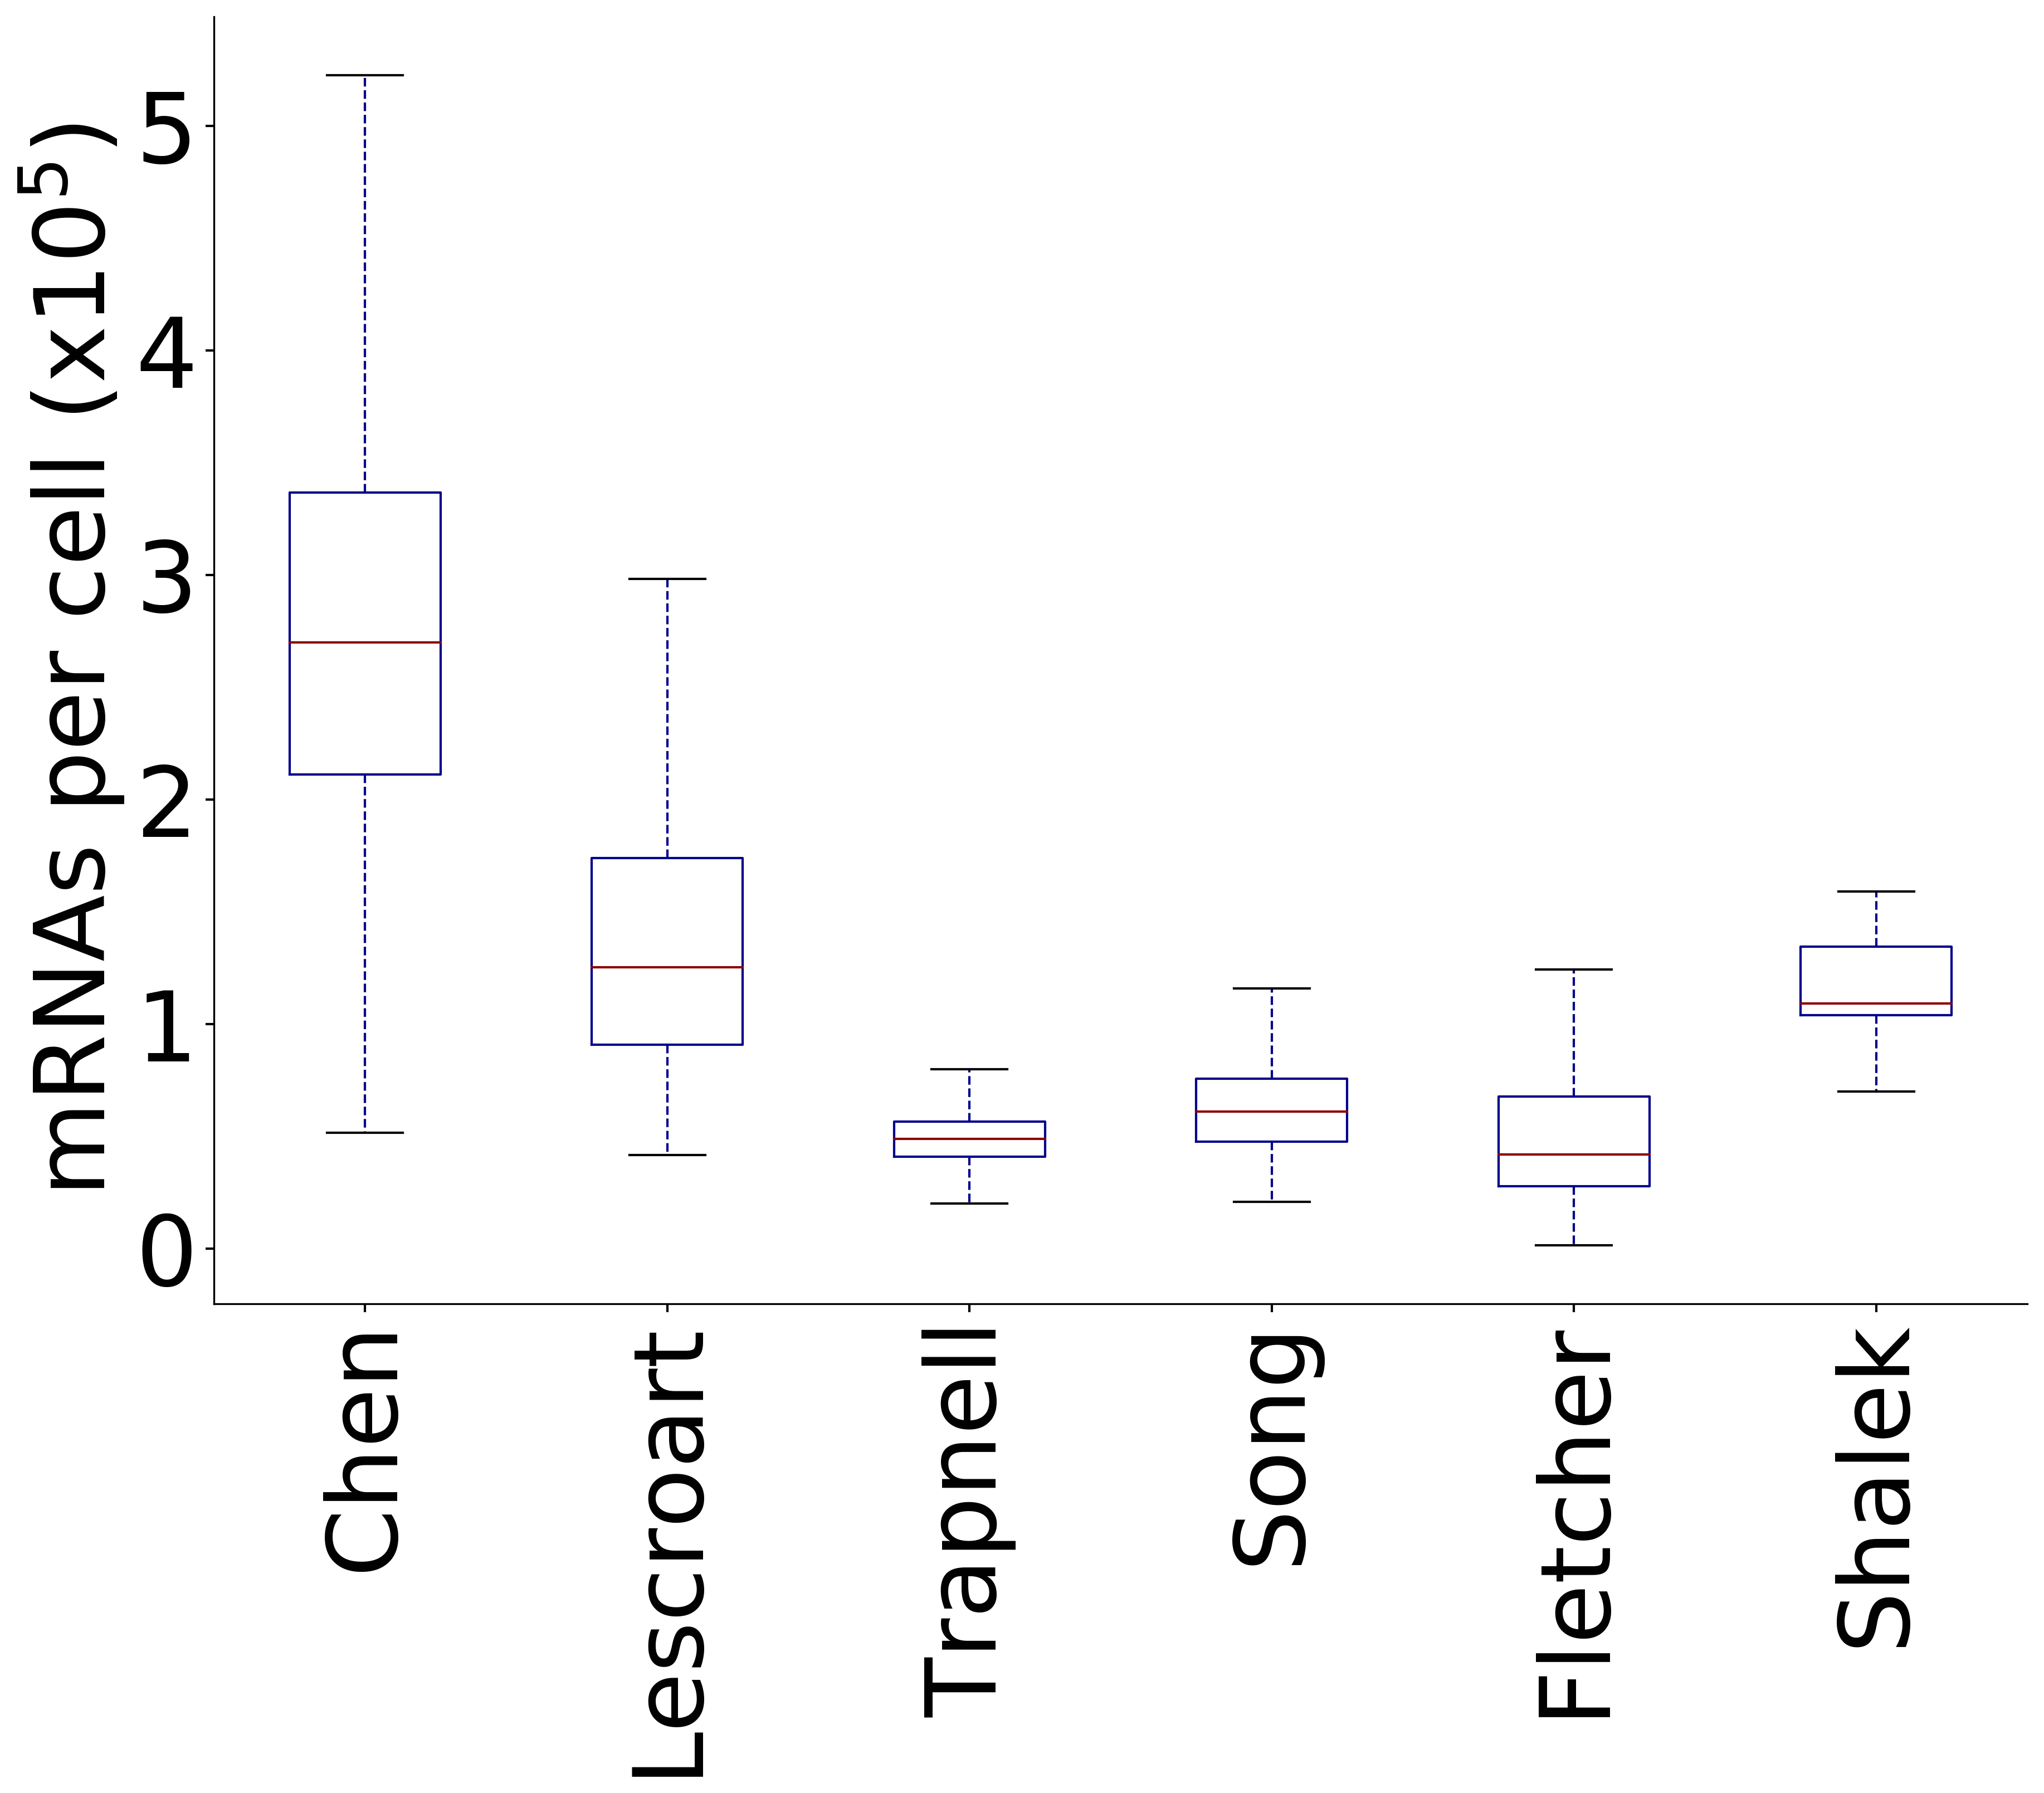 mRNAs per cell (x10⁵)
5
4
3
2
1
0
Chen
Lescroart
Trapnell
Song
Fletcher
Shalek